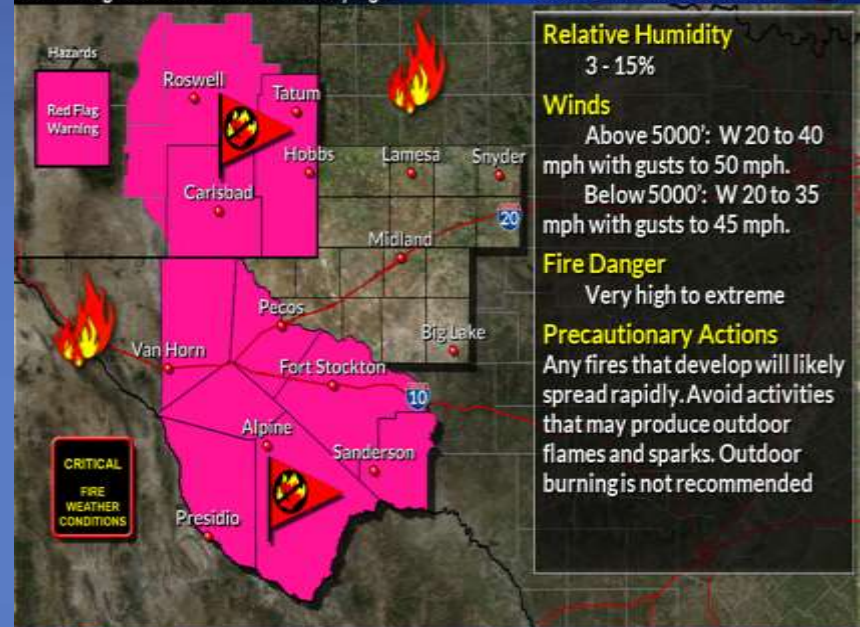 Hazards
Red Flag
Warning
Roswell
Tatum
Hobbs
Lamesa
Snyder
Carlsbad
20
Midland
Pecos
Big Lake
Van Horn
Fort Stockton
10
Alpine
Sanderson
Presidio
CRITICAL
FIRE
WEATHER
CONDITIONS
Relative Humidity
3 - 15%
Winds
Above 5000': W 20 to 40
mph with gusts to 50 mph.
Below 5000': W 20 to 35
mph with gusts to 45 mph.
Fire Danger
Very high to extreme
Precautionary Actions
Any fires that develop will likely
spread rapidly. Avoid activities
that may produce outdoor
flames and sparks. Outdoor
burning is not recommended